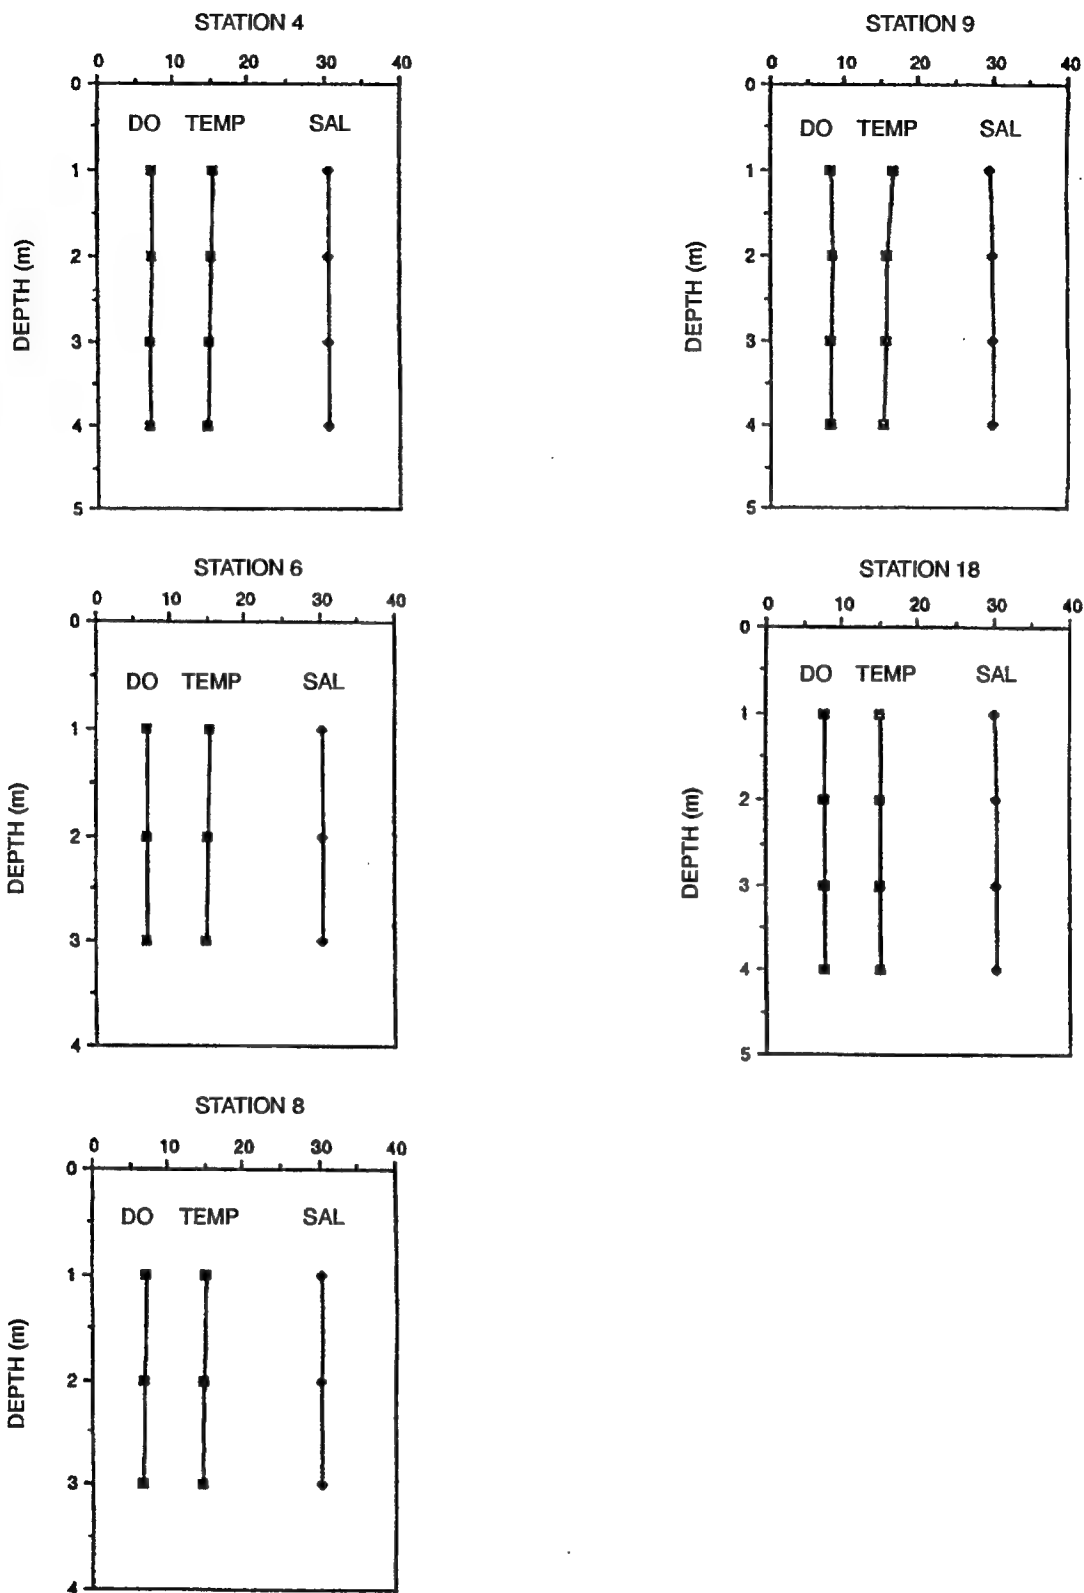 STATION 4
0 10 20 30 40
0
DO TEMP SAL
1
2
3
4
5
DEPTH (m)
STATION 6
0 10 20 30 40
0
DO TEMP SAL
1
2
3
4
DEPTH (m)
STATION 8
0 10 20 30 40
0
DO TEMP SAL
1
2
3
4
DEPTH (m)
STATION 9
0 10 20 30 40
0
DO TEMP SAL
1
2
3
4
5
DEPTH (m)
STATION 18
0 10 20 30 40
0
DO TEMP SAL
1
2
3
4
5
DEPTH (m)